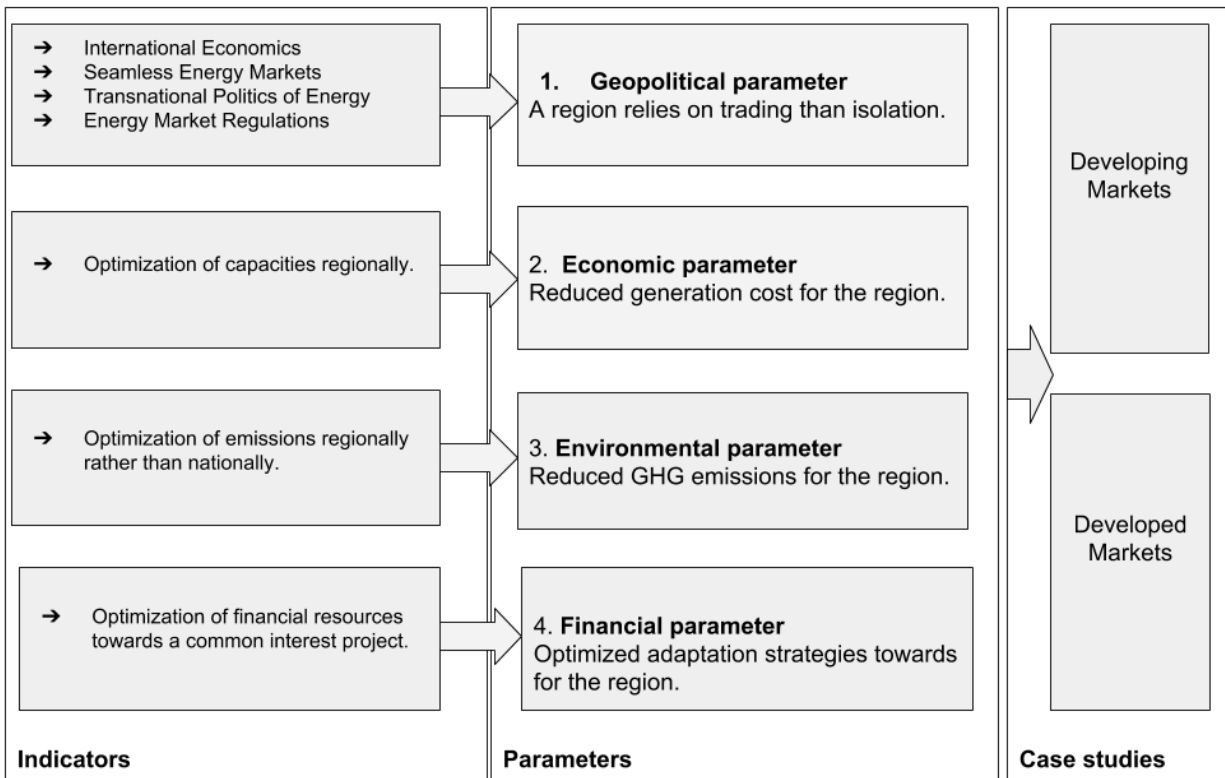 ➔ International Economics
➔ Seamless Energy Markets
➔ Transnational Politics of Energy
➔ Energy Market Regulations
1. Geopolitical parameter
A region relies on trading than isolation.
➔ Optimization of capacities regionally.
2. Economic parameter
Reduced generation cost for the region.
➔ Optimization of emissions regionally
rather than nationally.
3. Environmental parameter
Reduced GHG emissions for the region.
➔ Optimization of financial resources
towards a common interest project.
4. Financial parameter
Optimized adaptation strategies towards
for the region.
Developing
Markets
Developed
Markets
Indicators
Parameters
Case studies